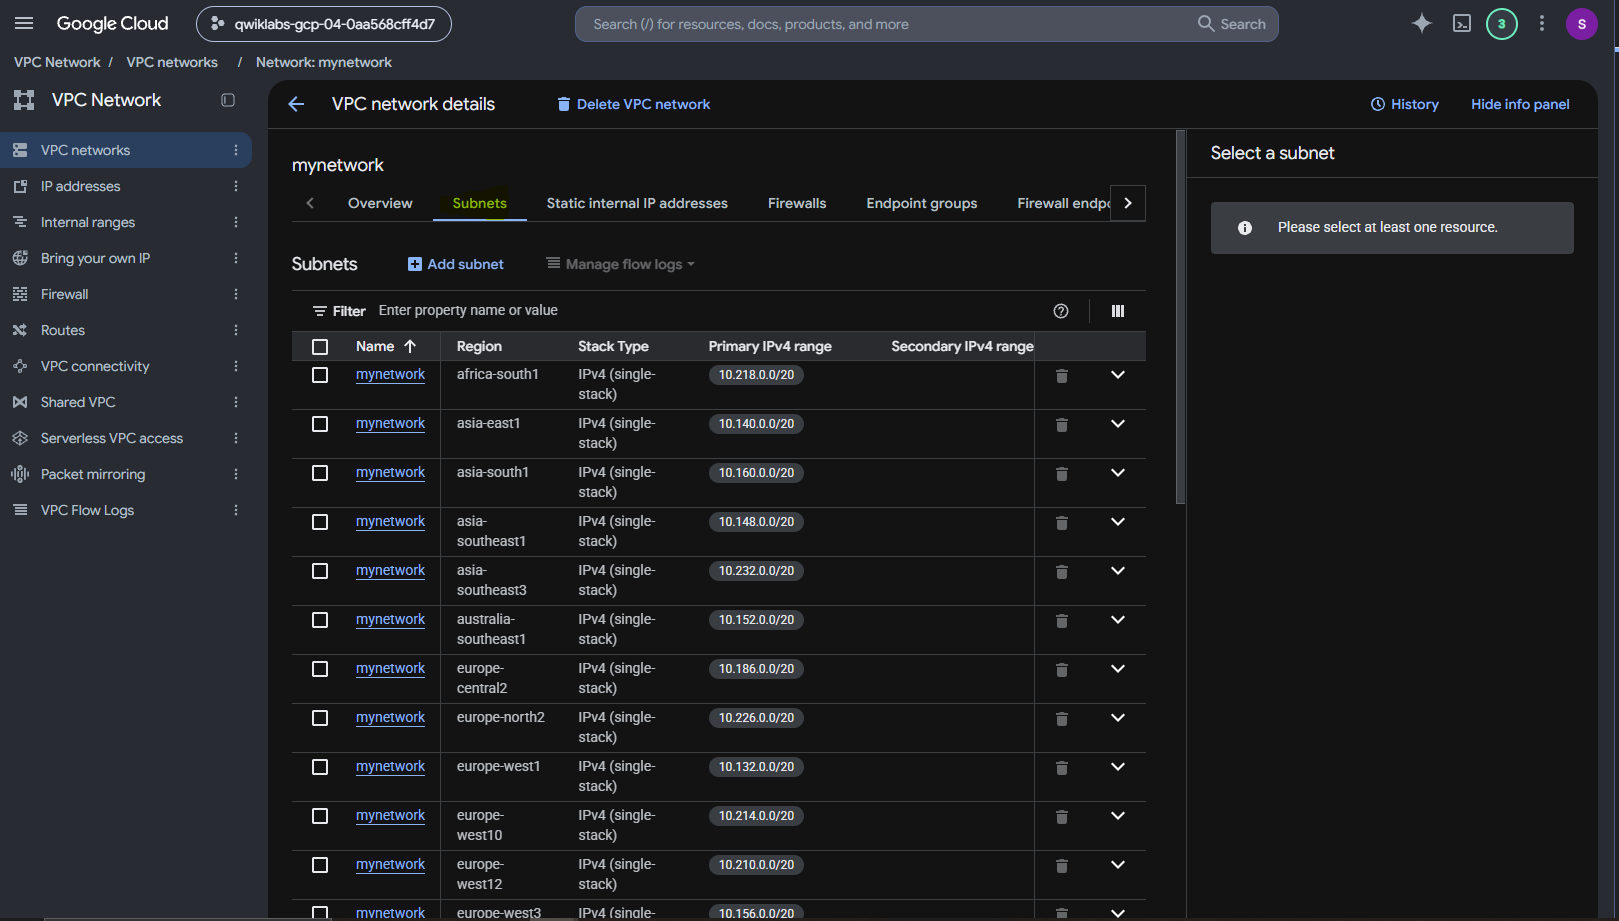 Google Cloud
qwiklabs-gcp-04-0aa568cff4d7
Search (/) for resources, docs, products, and more
Search
3
S
VPC Network / VPC networks / Network: mynetwork
VPC Network
VPC networks
IP addresses
Internal ranges
Bring your own IP
Firewall
Routes
VPC connectivity
Shared VPC
Serverless VPC access
Packet mirroring
VPC Flow Logs
VPC network details
Delete VPC network
History
Hide info panel
mynetwork
Overview
Subnets
Static internal IP addresses
Firewalls
Endpoint groups
Firewall endpo
Subnets
Add subnet
Manage flow logs
Filter Enter property name or value
Name Region Stack Type Primary IPv4 range Secondary IPv4 range
mynetwork africa-south1 IPv4 (single-
stack) 10.218.0.0/20
mynetwork asia-east1 IPv4 (single-
stack) 10.140.0.0/20
mynetwork asia-south1 IPv4 (single-
stack) 10.160.0.0/20
mynetwork asia- IPv4 (single- 10.148.0.0/20
southeast1 stack)
mynetwork asia- IPv4 (single- 10.232.0.0/20
southeast3 stack)
mynetwork australia- IPv4 (single- 10.152.0.0/20
southeast1 stack)
mynetwork europe- IPv4 (single- 10.186.0.0/20
central2 stack)
mynetwork europe-north2 IPv4 (single- 10.226.0.0/20
stack)
mynetwork europe-west1 IPv4 (single- 10.132.0.0/20
stack)
mynetwork europe- IPv4 (single- 10.214.0.0/20
west10 stack)
mynetwork europe- IPv4 (single- 10.210.0.0/20
west12 stack)
mynetwork europe-west3 IPv4 (single- 10.156.0.0/20
Select a subnet
Please select at least one resource.